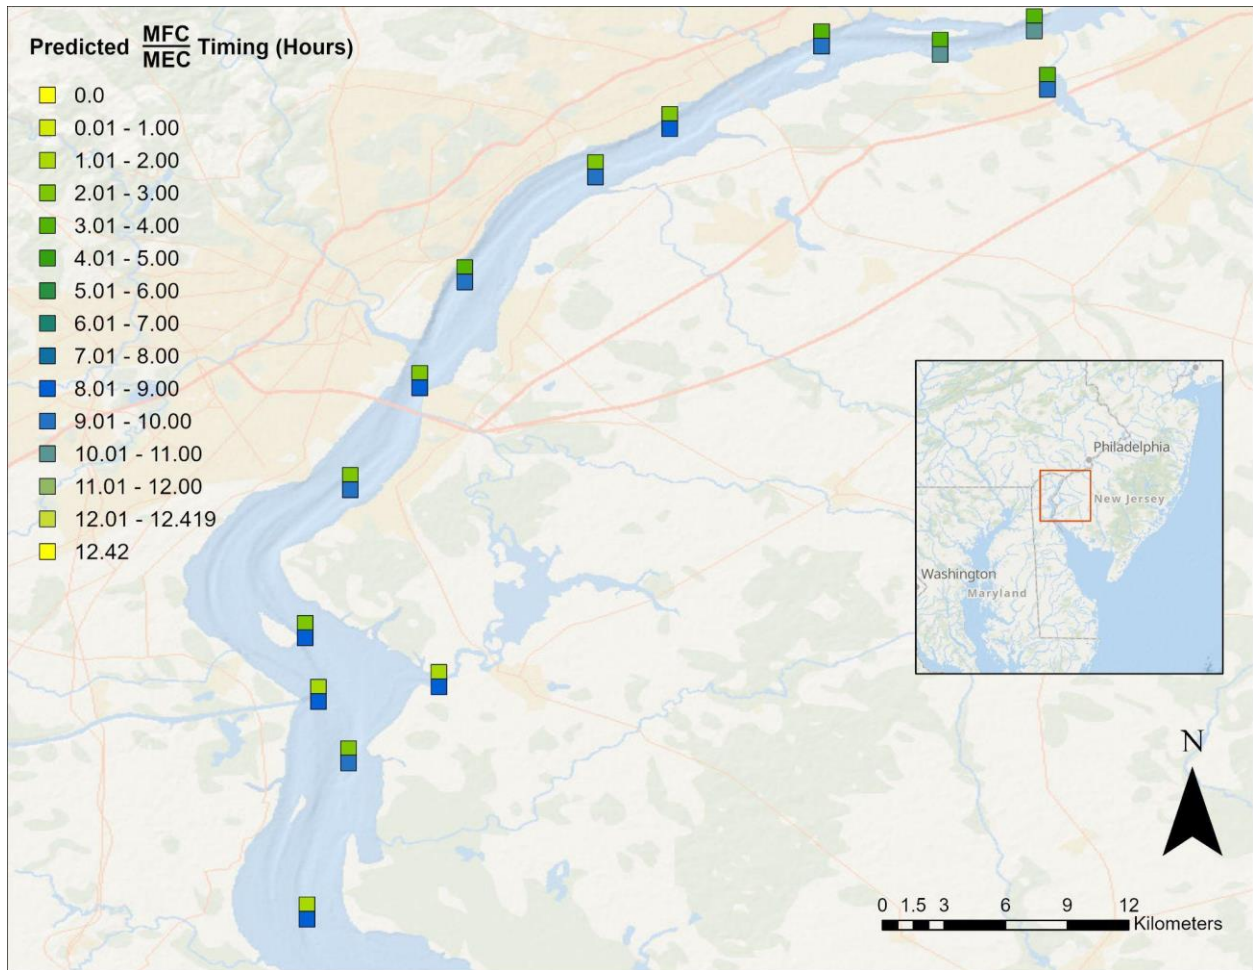 Predicted MFC Timing (Hours)
MEC
0.0
0.01 - 1.00
1.01 - 2.00
2.01 - 3.00
3.01 - 4.00
4.01 - 5.00
5.01 - 6.00
6.01 - 7.00
7.01 - 8.00
8.01 - 9.00
9.01 - 10.00
10.01 - 11.00
11.01 - 12.00
12.01 - 12.419
12.42
Philadelphia
New Jersey
Washington
Maryland
N
0 1.5 3 6 9 12
Kilometers